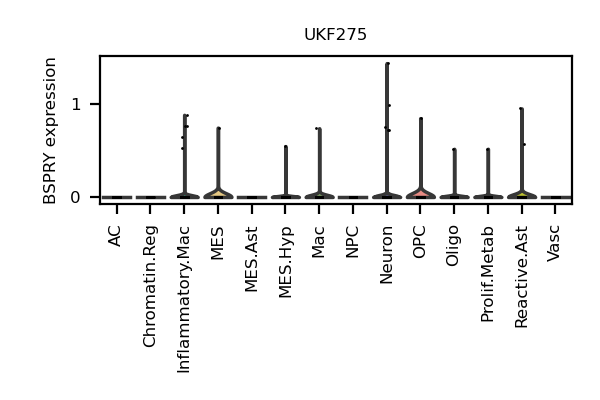 UKF275
BSPRY expression
1
0
AC
Chromatin.Reg
Inflammatory.Mac
MES
MES.Ast
MES.Hyp
Mac
NPC
Neuron
OPC
Oligo
Prolif.Metab
Reactive.Ast
Vasc